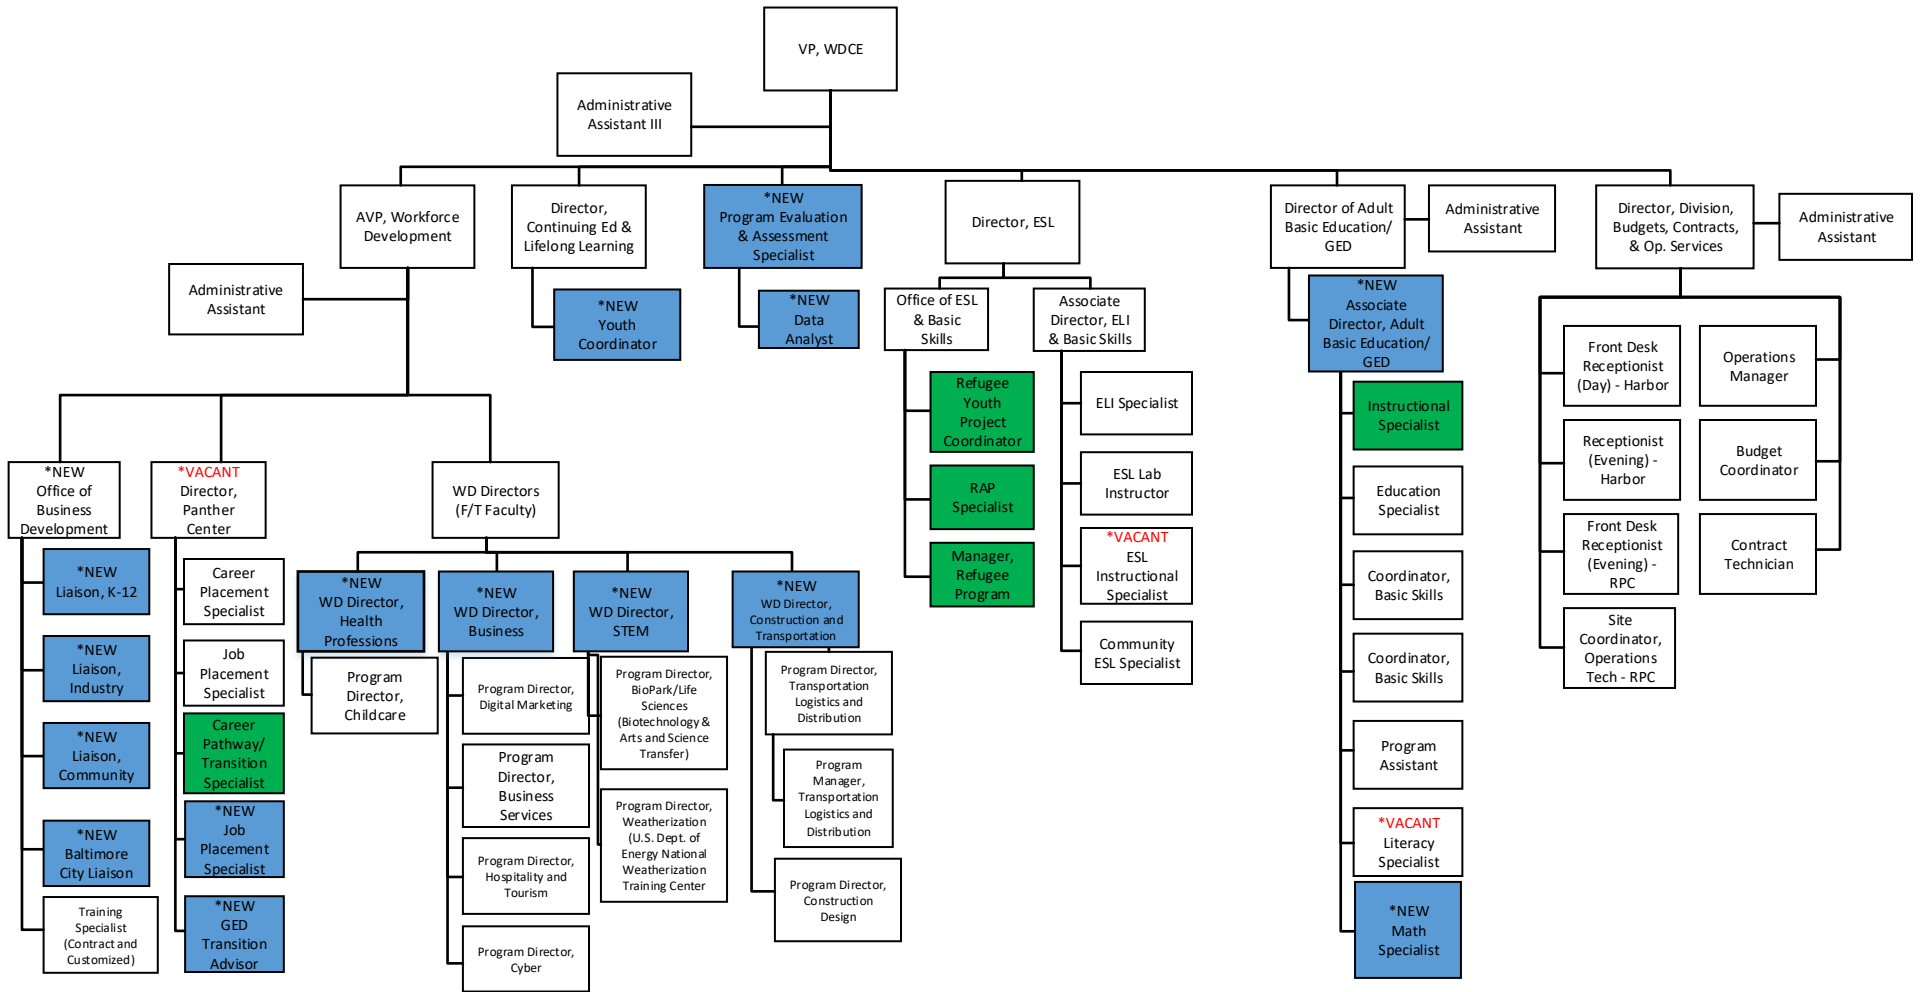 VP, WDCE
Administrative
Assistant III
AVP, Workforce
Development
Director,
Continuing Ed &
Lifelong Learning
*NEW
Program Evaluation
& Assessment
Specialist
Director, ESL
Director of Adult
Basic Education/
GED
Administrative
Assistant
Director, Division,
Budgets, Contracts,
& Op. Services
Administrative
Assistant
Administrative
Assistant
*NEW
Youth
Coordinator
*NEW
Data
Analyst
Office of ESL
& Basic
Skills
Associate
Director, ELI
& Basic Skills
*NEW
Associate
Director, Adult
Basic Education/
GED
Front Desk
Receptionist
(Day) - Harbor
Operations
Manager
Refugee
Youth
Project
Coordinator
ELI Specialist
Instructional
Specialist
Receptionist
(Evening) -
Harbor
Budget
Coordinator
*NEW
Office of
Business
Development
*VACANT
Director,
Panther
Center
WD Directors
(F/T Faculty)
RAP
Specialist
ESL Lab
Instructor
Education
Specialist
Front Desk
Receptionist
(Evening) -
RPC
Contract
Technician
*NEW
Liaison, K-12
Career
Placement
Specialist
*NEW
WD Director,
Health
Professions
*NEW
WD Director,
Business
*NEW
WD Director,
STEM
*NEW
WD Director,
Construction and
Transportation
Manager,
Refugee
Program
*VACANT
ESL
Instructional
Specialist
Coordinator,
Basic Skills
Site
Coordinator,
Operations
Tech - RPC
*NEW
Liaison,
Industry
Job
Placement
Specialist
Program
Director,
Childcare
Program Director,
Digital Marketing
Program Director,
BioPark/Life
Sciences
(Biotechnology &
Arts and Science
Transfer)
Program Director,
Transportation
Logistics and
Distribution
Community
ESL Specialist
Coordinator,
Basic Skills
*NEW
Liaison,
Community
Career
Pathway/
Transition
Specialist
Program
Director,
Business
Services
Program
Manager,
Transportation
Logistics and
Distribution
Program
Assistant
*NEW
Baltimore
City Liaison
*NEW
Job
Placement
Specialist
Program Director,
Hospitality and
Tourism
Program Director,
Weatherization
(U.S. Dept. of
Energy National
Weatherization
Training Center
Program Director,
Construction
Design
*VACANT
Literacy
Specialist
Training
Specialist
(Contract and
Customized)
*NEW
GED
Transition
Advisor
Program Director,
Cyber
*NEW
Math
Specialist